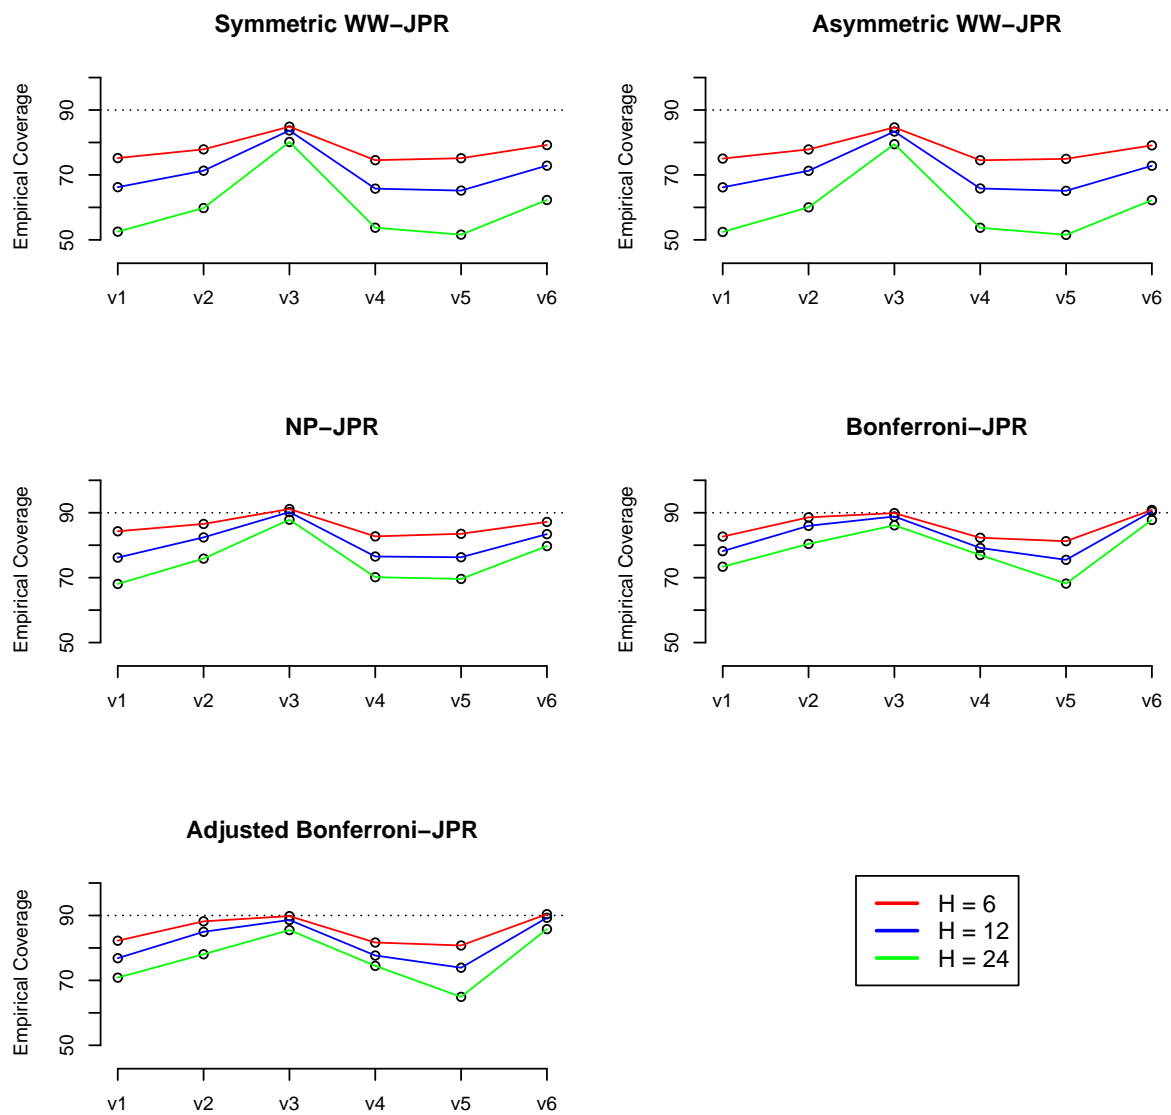 Symmetric WW−JPR
Empirical Coverage
90
70
50
v1 v2 v3 v4 v5 v6
Asymmetric WW−JPR
Empirical Coverage
90
70
50
v1 v2 v3 v4 v5 v6
NP−JPR
Empirical Coverage
90
70
50
v1 v2 v3 v4 v5 v6
Bonferroni−JPR
Empirical Coverage
90
70
50
v1 v2 v3 v4 v5 v6
Adjusted Bonferroni−JPR
Empirical Coverage
90
70
50
v1 v2 v3 v4 v5 v6
H = 6
H = 12
H = 24